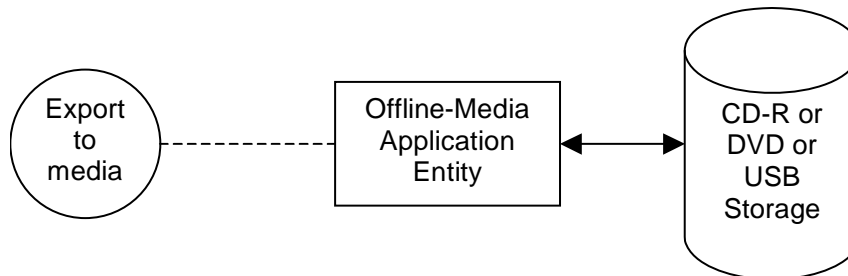 Export
to
media
Offline-Media
Application
Entity
CD-R or
DVD or
USB
Storage